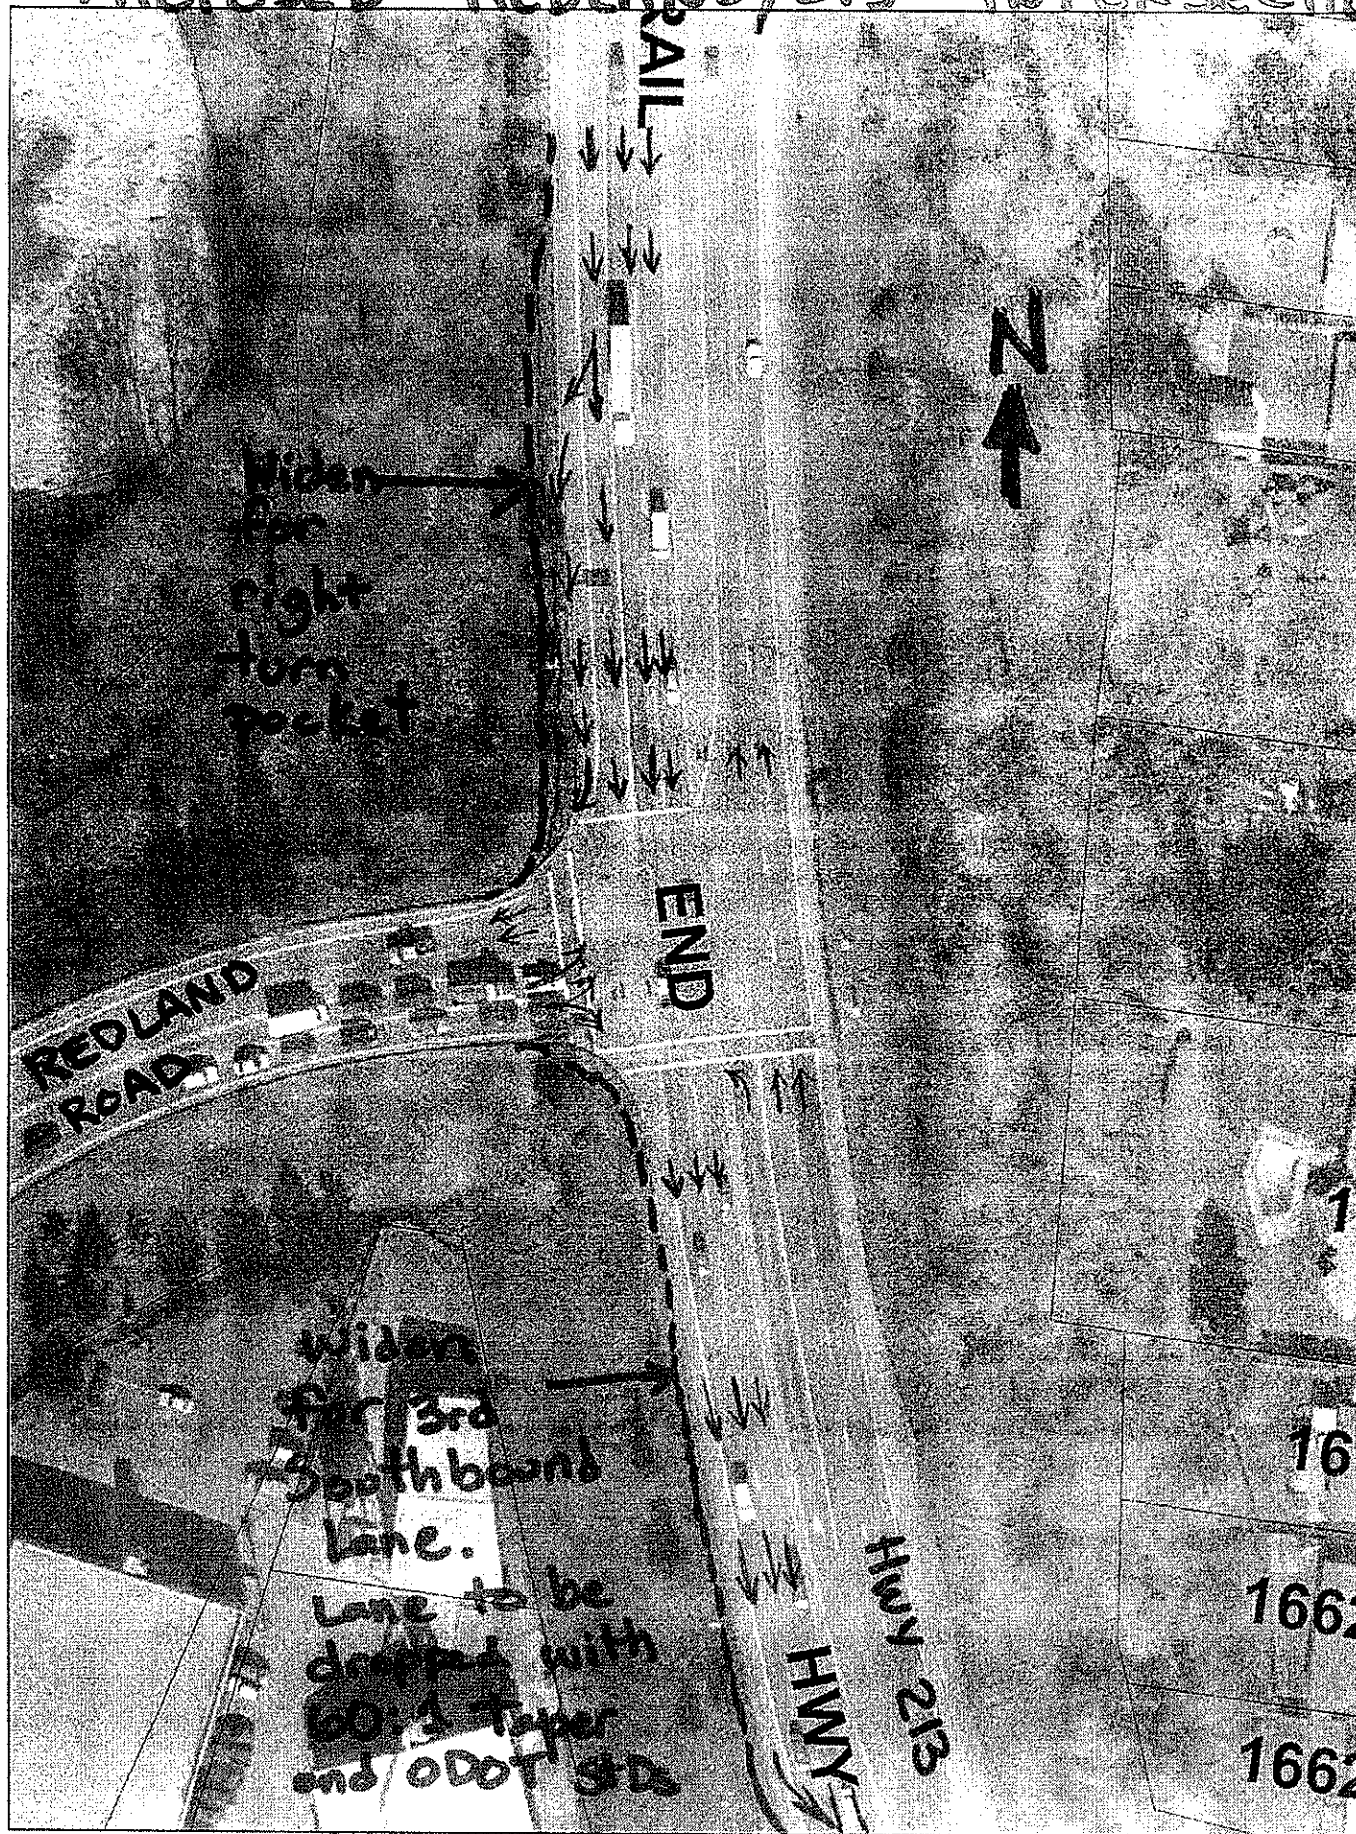 RAIL
N
Widen
for
right
turn
pocket
END
REDLAND
ROAD
Widen
for 3rd
Southbound
Lane.
Lane to be
dropped with
60:1 Taper
and ODOT STDs
Hwy 213
HWY
1
16
1662
1662